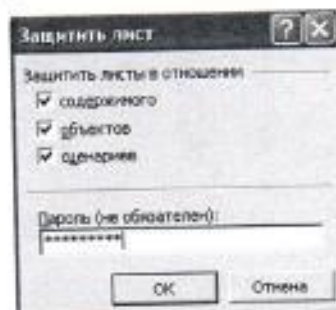 Защитить лист
Защитить листы в отношении
содержимого
объектов
сценариев
Пароль (не обязателен):
*********
ОК
Отмена